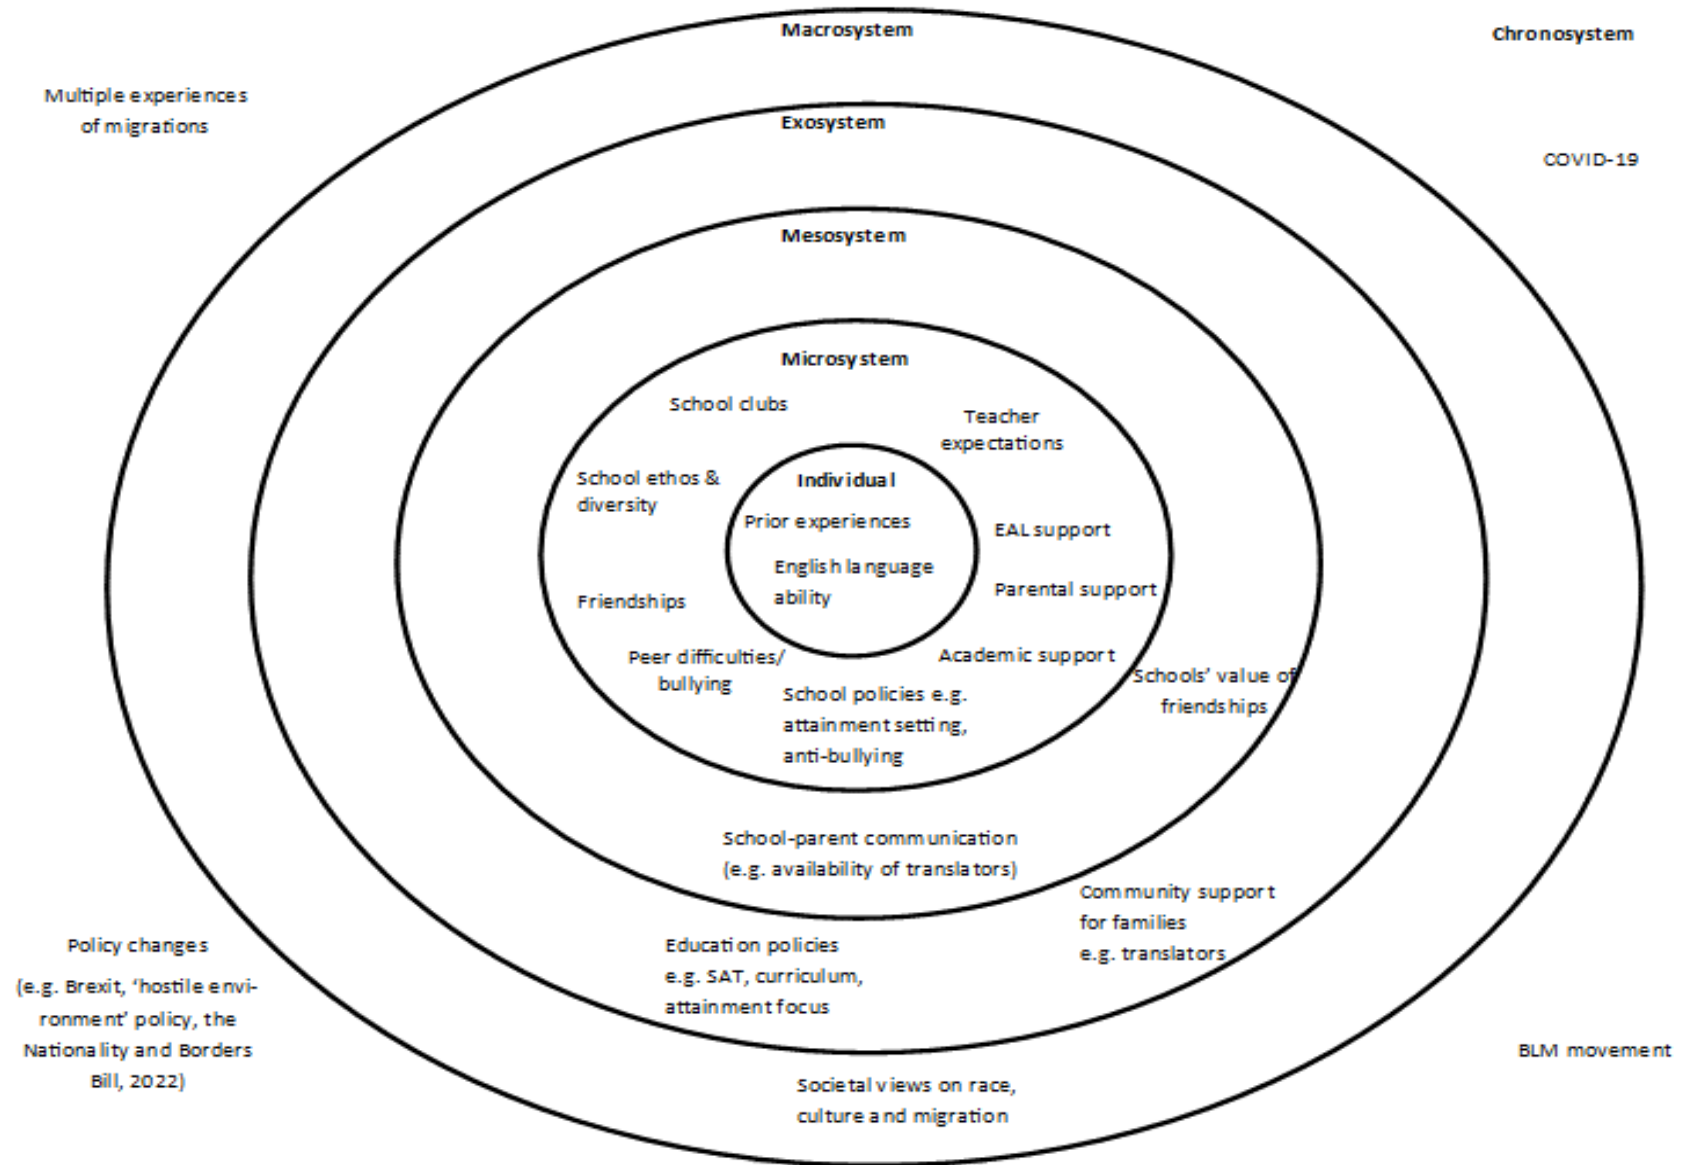 Macrosystem
Chronosystem
Multiple experiences
of migrations
Exosystem
COVID-19
Mesosystem
Microsystem
School clubs
Teacher
expectations
School ethos &
diversity
Individual
Prior experiences
English language
ability
EAL support
Parental support
Friendships
Peer difficulties/
bullying
Academic support
School policies e.g.
attainment setting,
anti-bullying
Schools' value of
friendships
School-parent communication
(e.g. availability of translators)
Community support
for families
e.g. translators
Education policies
e.g. SAT, curriculum,
attainment focus
Policy changes
(e.g. Brexit, 'hostile envi-
ronment' policy, the
Nationality and Borders
Bill, 2022)
BLM movement
Societal views on race,
culture and migration